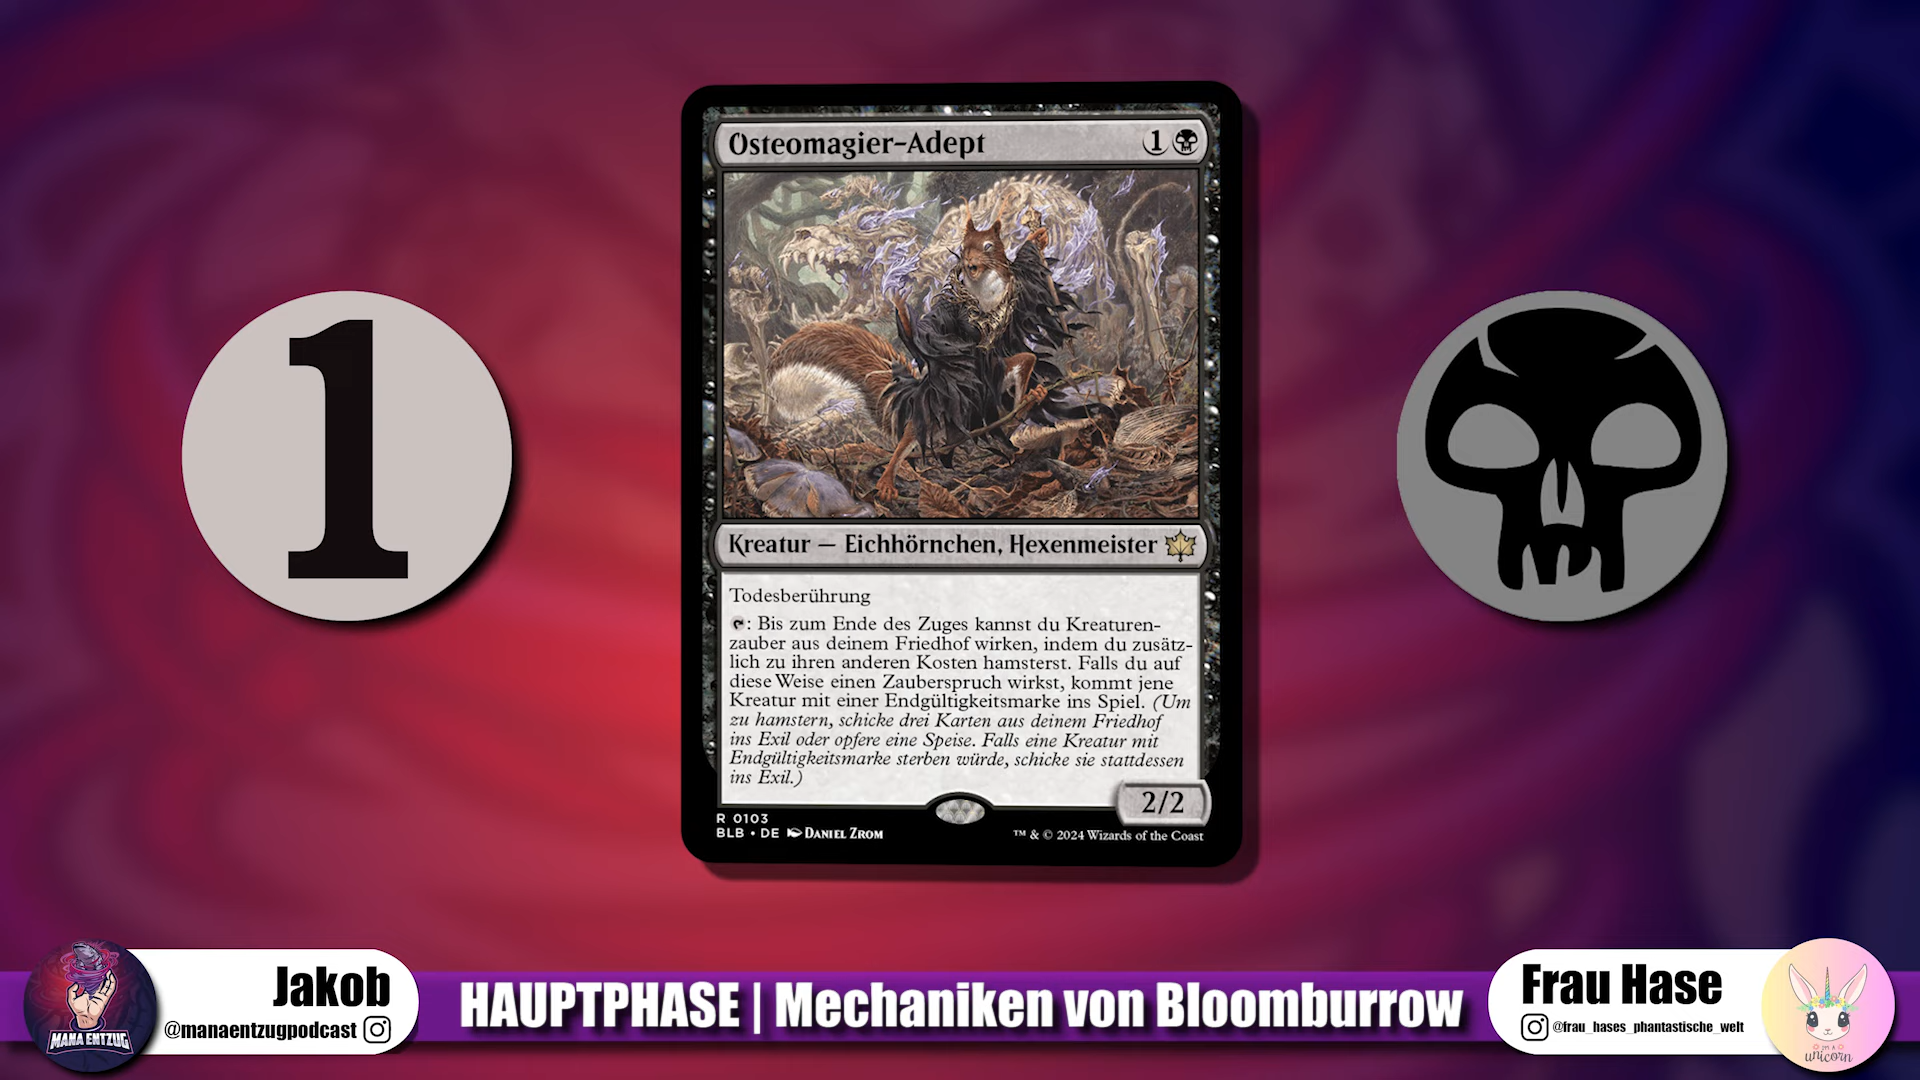 Osteomagier-Adept
1
1
Kreatur — Eichhörnchen, Hexenmeister
Todesberührung
: Bis zum Ende des Zuges kannst du Kreaturen-
zauber aus deinem Friedhof wirken, indem du zusätz-
lich zu ihren anderen Kosten hamsterst. Falls du auf
diese Weise einen Zauberspruch wirkst, kommt jene
Kreatur mit einer Endgültigkeitsmarke ins Spiel. (Um
zu hamstern, schicke drei Karten aus deinem Friedhof
ins Exil oder opfere eine Speise. Falls eine Kreatur mit
Endgültigkeitsmarke sterben würde, schicke sie stattdessen
ins Exil.)
2/2
R 0103
BLB • DE DANIEL ZROM
™ & © 2024 Wizards of the Coast
MANA ENTZUG
Jakob
@manaentzugpodcast
HAUPTPHASE | Mechaniken von Bloomburrow
Frau Hase
@frau_hases_phantastische_welt
I'm a
unicorn